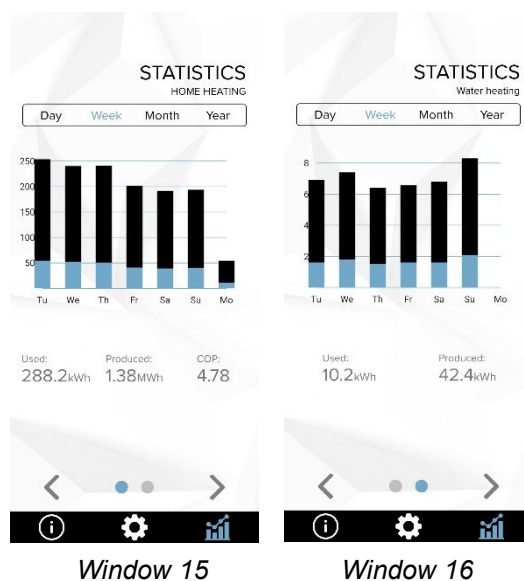 STATISTICS
HOME HEATING
Day Week Month Year
250
200
150
100
50
Tu We Th Fr Sa Su Mo
Used: Produced: COP:
288.2kWh 1.38MWh 4.78
Window 15
STATISTICS
Water heating
Day Week Month Year
8
6
4
2
Tu We Th Fr Sa Su Mo
Used: Produced:
10.2kWh 42.4kWh
Window 16